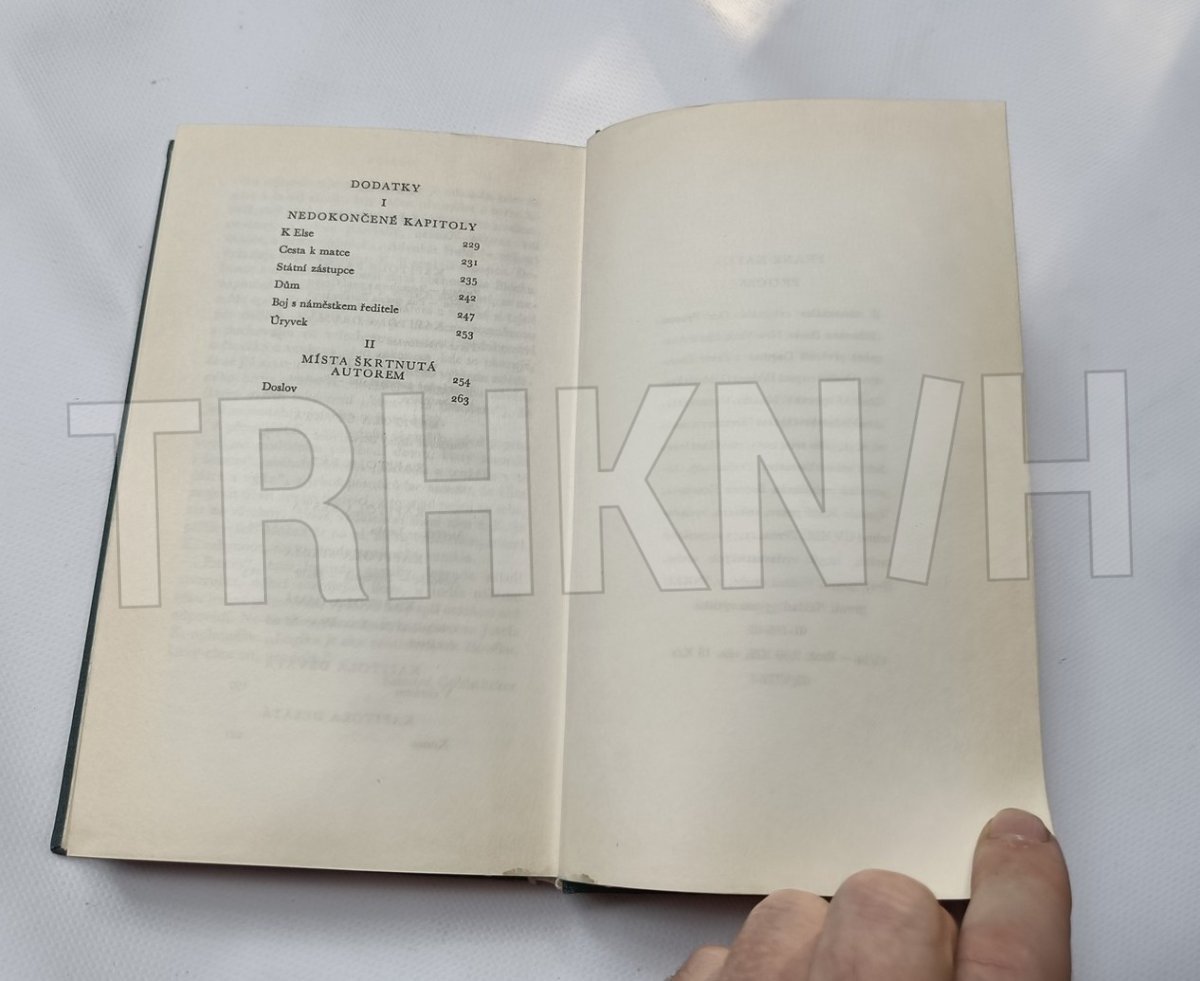 DODATKY
I
NEDOKONČENÉ KAPITOLY
K Else 229
Cesta k matce 231
Státní zástupce 235
Dům 242
Boj s náměstkem ředitele 247
Úryvek 253
II
MÍSTA ŠKRTNUTÁ
AUTOREM 254
Doslov 263
TRHKN/H